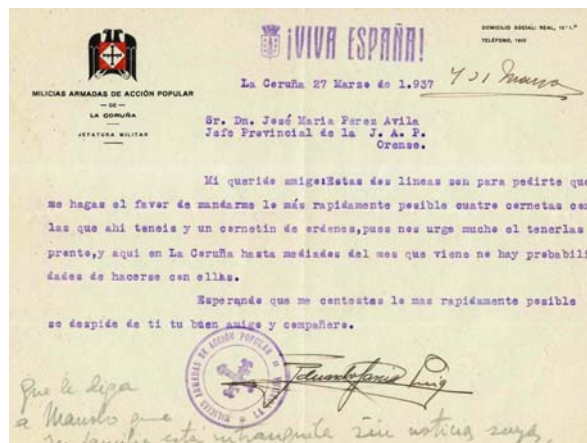 ¡VIVA ESPAÑA!
DOMICILIO SOCIAL: REAL,
TELÉFONO,
La Coruña 27 Marzo de 1.937
MILICIAS ARMADAS DE ACCIÓN POPULAR
— DE —
LA CORUÑA
JEFATURA MILITAR
Sr. Dn. José Maria Perez Avila
Jefe Provincial de la J. A. P.
Orense.
Mi querido amigo:Estas dos lineas son para pedirte que
me hagas el favor de mandarme lo más rapidamente posible cuatro cornetas con
las que ahi teneis y un cornetin de ordenes,pues nos urge mucho el tenerlas
pronto,y aqui en La Coruña hasta mediados del mes que viene no hay probabili
dades de hacerse con ellas.
Esperando que me contestes lo mas rapidamente posible
se despide de ti tu buen amigo y compañero.
MILICIAS ARMADAS DE ACCIÓN POPULAR
Que le diga
a Manolo que
su familia está intranquila sin noticias suyas.